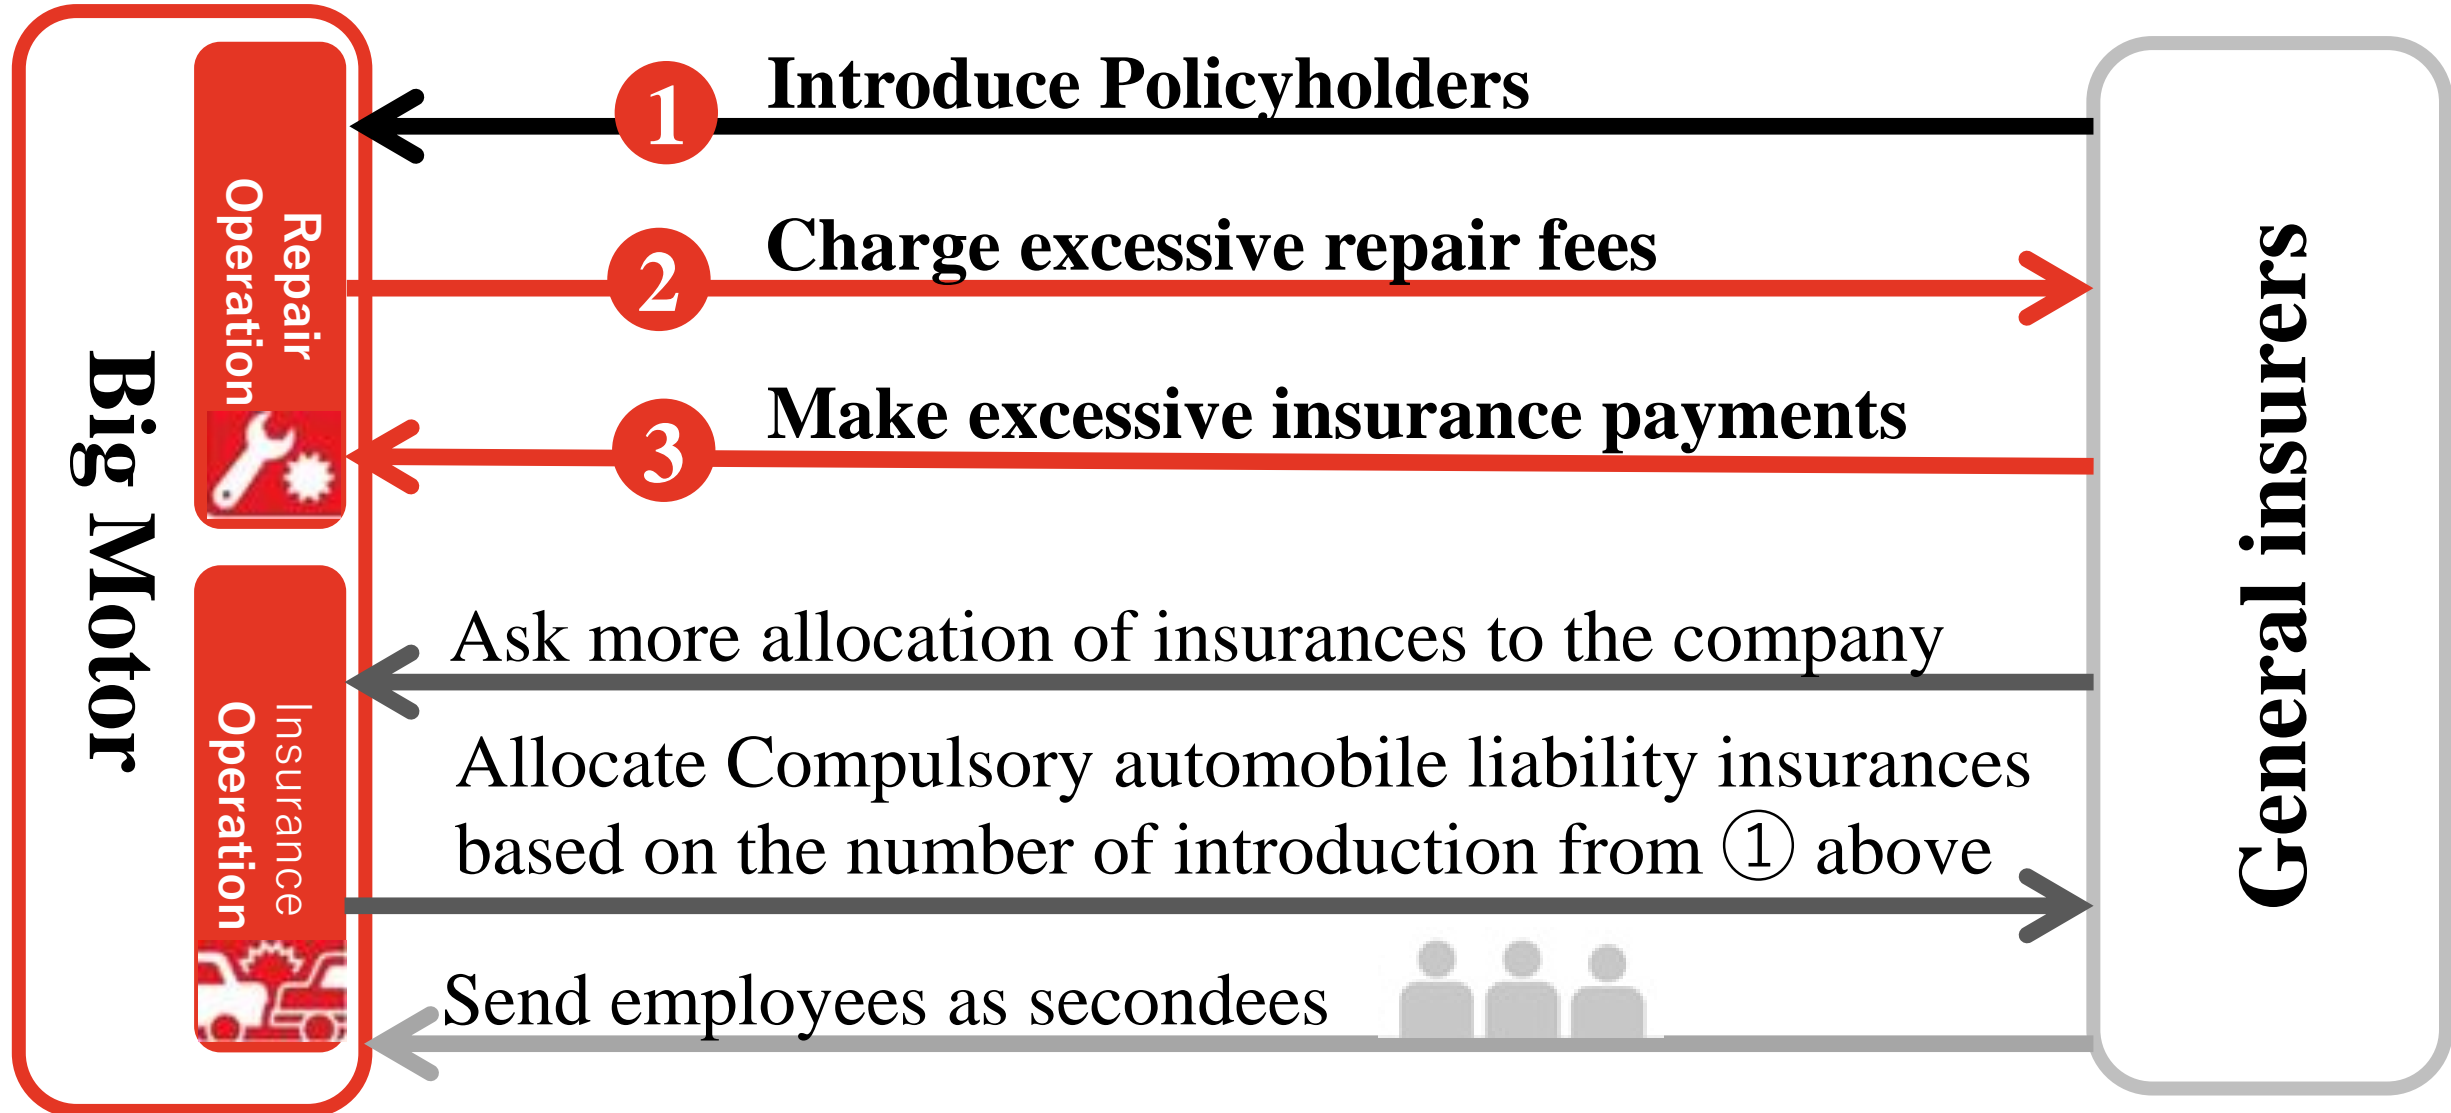 Big Motor
Repair
Operation
Insurance
Operation
1
Introduce Policyholders
2
Charge excessive repair fees
3
Make excessive insurance payments
Ask more allocation of insurances to the company
Allocate Compulsory automobile liability insurances
based on the number of introduction from ① above
Send employees as secondees
General insurers